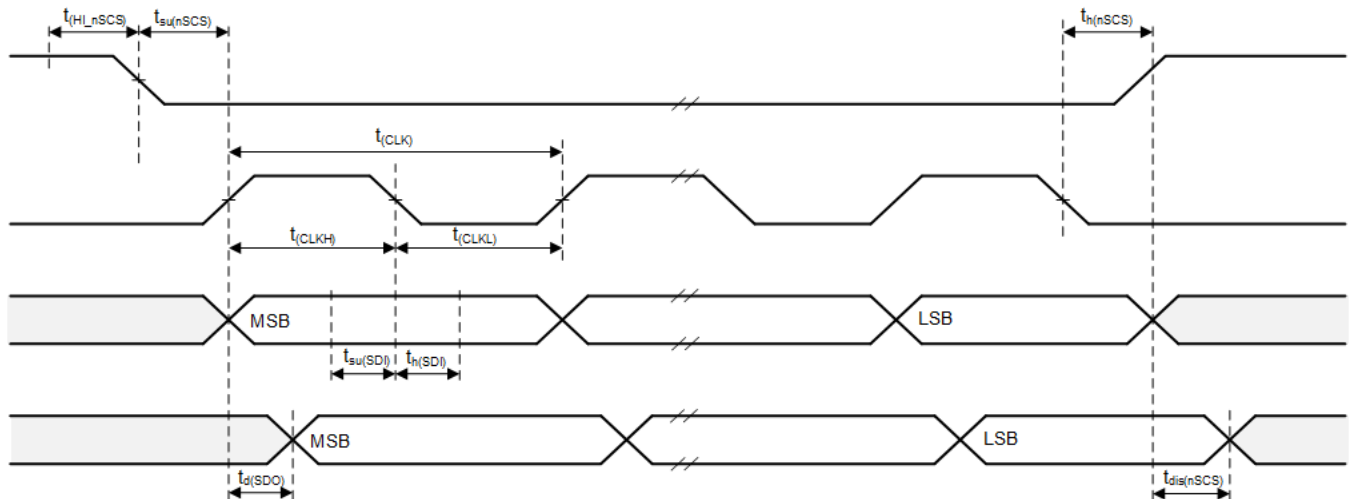 t(HI_nSCS) tsu(nSCS) th(nSCS)
t(CLK)
t(CLKH) t(CLKL)
MSB LSB
tsu(SDI) th(SDI)
MSB LSB
td(SDO) tdis(nSCS)